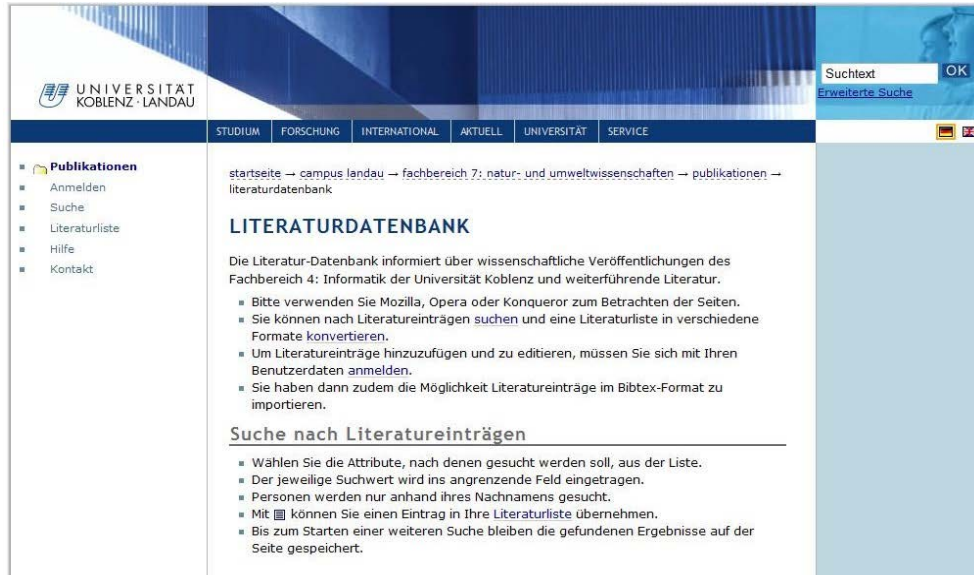 UNIVERSITÄT
KOBLENZ · LANDAU
Suchtext
OK
Erweiterte Suche
STUDIUM
FORSCHUNG
INTERNATIONAL
AKTUELL
UNIVERSITÄT
SERVICE
Publikationen
Anmelden
Suche
Literaturliste
Hilfe
Kontakt
startseite → campus landau → fachbereich 7: natur- und umweltwissenschaften → publikationen →
literaturdatenbank
LITERATURDATENBANK
Die Literatur-Datenbank informiert über wissenschaftliche Veröffentlichungen des
Fachbereich 4: Informatik der Universität Koblenz und weiterführende Literatur.
Bitte verwenden Sie Mozilla, Opera oder Konqueror zum Betrachten der Seiten.
Sie können nach Literatureinträgen suchen und eine Literaturliste in verschiedene
Formate konvertieren.
Um Literatureinträge hinzuzufügen und zu editieren, müssen Sie sich mit Ihren
Benutzerdaten anmelden.
Sie haben dann zudem die Möglichkeit Literatureinträge im Bibtex-Format zu
importieren.
Suche nach Literatureinträgen
Wählen Sie die Attribute, nach denen gesucht werden soll, aus der Liste.
Der jeweilige Suchwert wird ins angrenzende Feld eingetragen.
Personen werden nur anhand ihres Nachnamens gesucht.
Mit können Sie einen Eintrag in Ihre Literaturliste übernehmen.
Bis zum Starten einer weiteren Suche bleiben die gefundenen Ergebnisse auf der
Seite gespeichert.